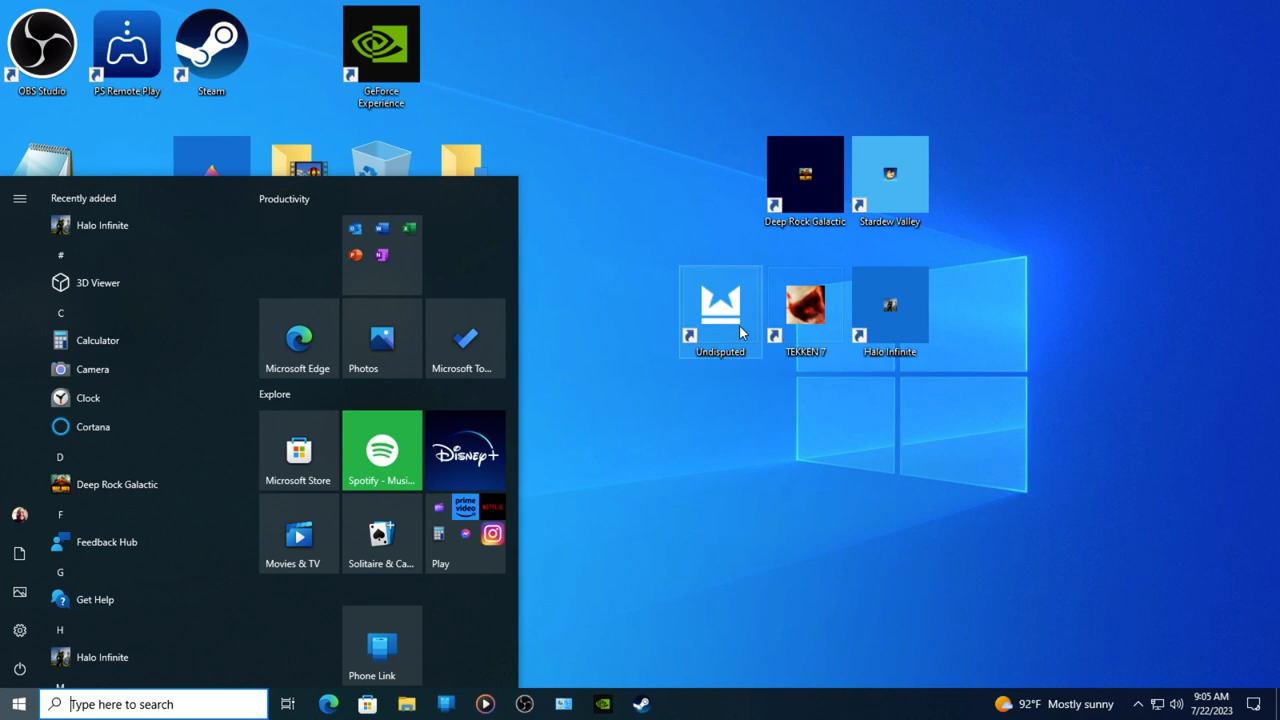 OBS Studio
PS Remote Play
Steam
GeForce
Experience
Deep Rock Galactic
Stardew Valley
Undisputed
TEKKEN 7
Halo Infinite
Recently added
Halo Infinite
#
3D Viewer
C
Calculator
Camera
Clock
Cortana
D
Deep Rock Galactic
F
Feedback Hub
G
Get Help
H
Halo Infinite
M
Productivity
Microsoft Edge
Photos
Microsoft To...
Explore
Microsoft Store
Spotify - Musi...
Disney+
Movies & TV
Solitaire & Ca...
prime video
NETFLIX
Play
Phone Link
Type here to search
92°F Mostly sunny
9:05 AM
7/22/2023